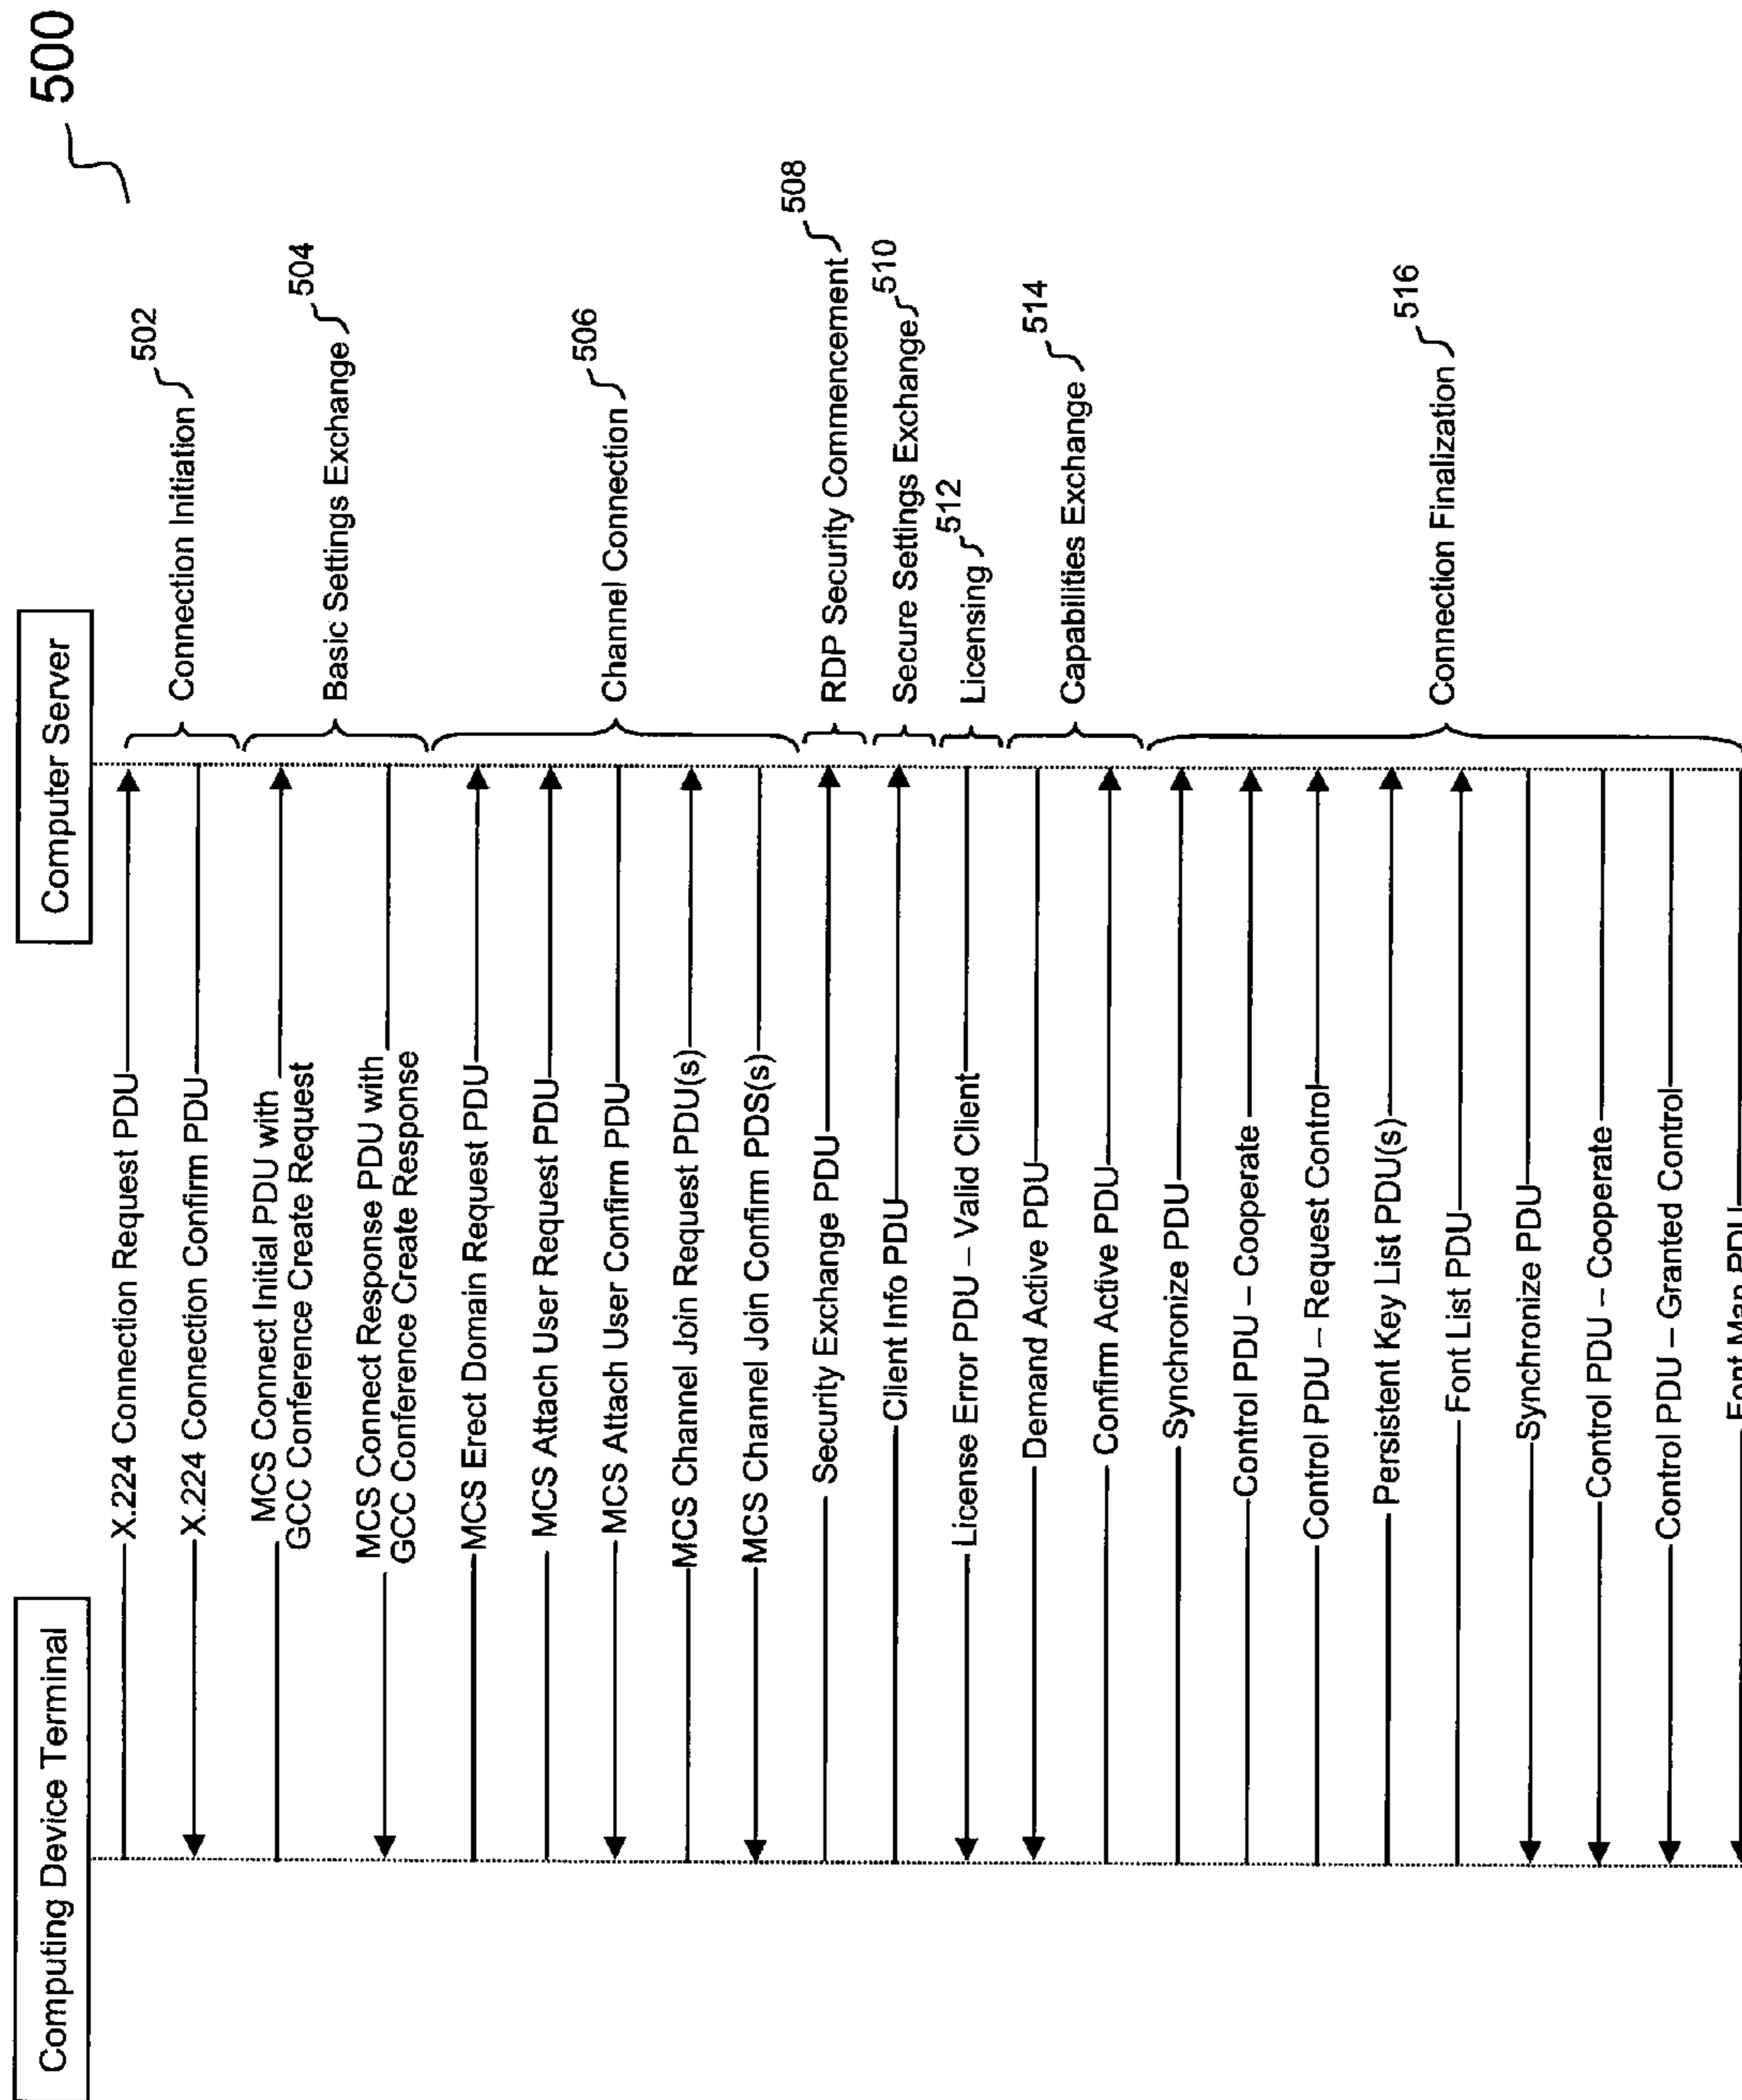 500
Computing Device Terminal
Computer Server
X.224 Connection Request PDU
X.224 Connection Confirm PDU
Connection Initiation
502
MCS Connect Initial PDU with
GCC Conference Create Request
MCS Connect Response PDU with
GCC Conference Create Response
Basic Settings Exchange
504
MCS Erect Domain Request PDU
MCS Attach User Request PDU
MCS Attach User Confirm PDU
MCS Channel Join Request PDU(s)
MCS Channel Join Confirm PDS(s)
Channel Connection
506
Security Exchange PDU
RDP Security Commencement
508
Client Info PDU
Secure Settings Exchange
510
License Error PDU – Valid Client
Licensing
512
Demand Active PDU
Confirm Active PDU
Capabilities Exchange
514
Synchronize PDU
Control PDU – Cooperate
Control PDU – Request Control
Persistent Key List PDU(s)
Font List PDU
Synchronize PDU
Control PDU – Cooperate
Control PDU – Granted Control
Font Map PDU
Connection Finalization
516